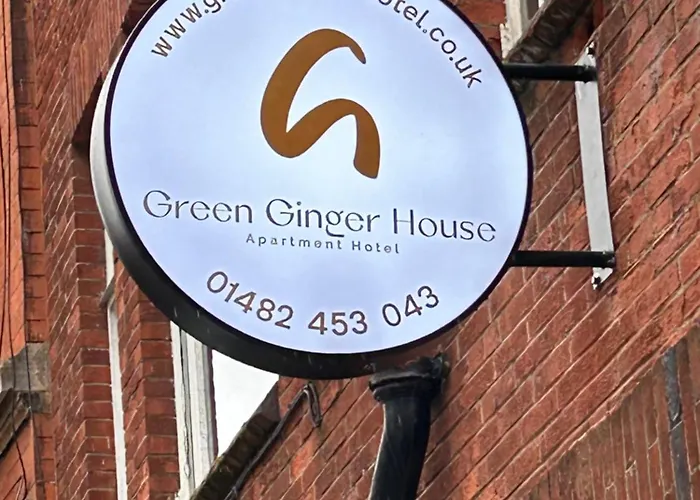 Green Ginger House
Apartment Hotel
01482 453 043